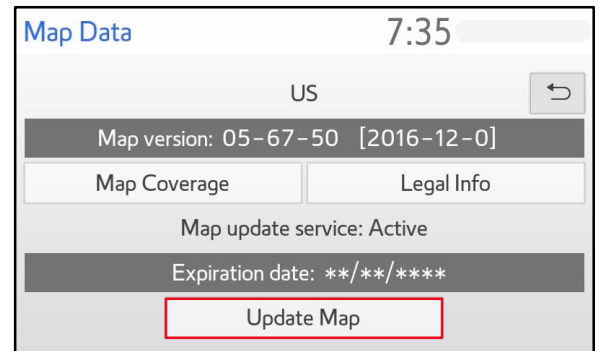 Map Data 7:35
US
Map version: 05-67-50 [2016-12-0]
Map Coverage Legal Info
Map update service: Active
Expiration date: **/**/****
Update Map